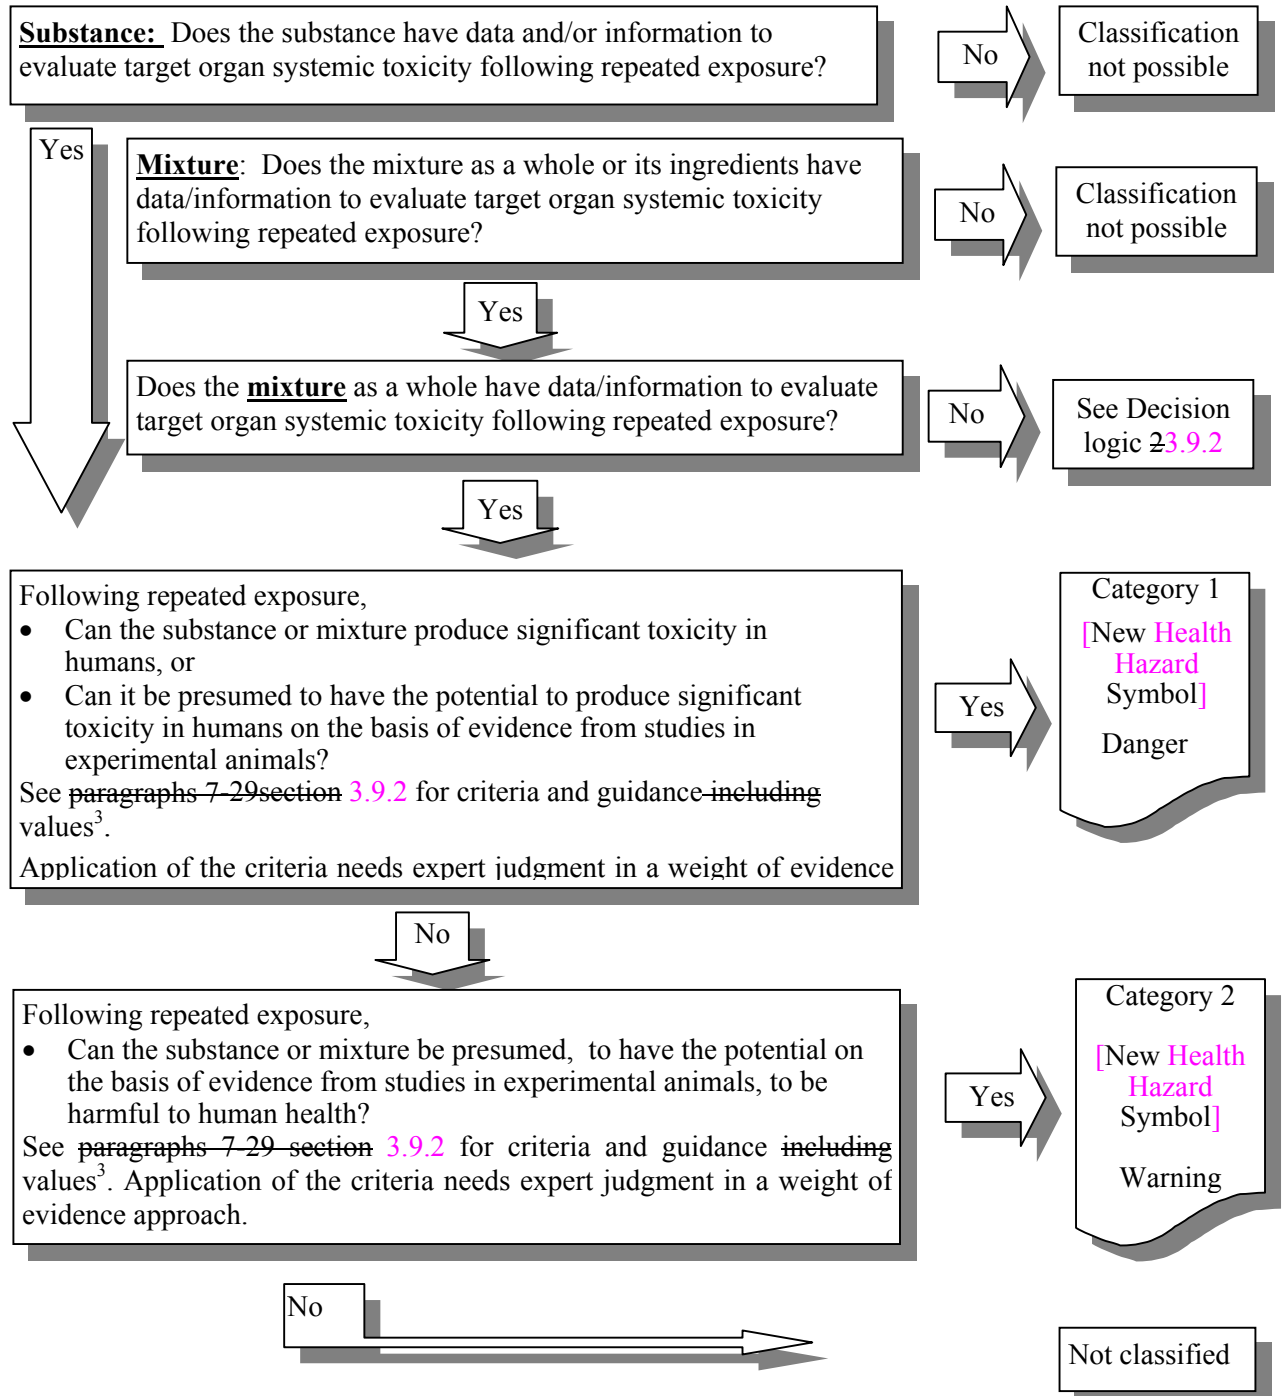 Substance: Does the substance have data and/or information to
evaluate target organ systemic toxicity following repeated exposure?
No
Classification
not possible
Yes
Mixture: Does the mixture as a whole or its ingredients have
data/information to evaluate target organ systemic toxicity
following repeated exposure?
No
Classification
not possible
Yes
Does the mixture as a whole have data/information to evaluate
target organ systemic toxicity following repeated exposure?
No
See Decision
logic 23.9.2
Yes
Following repeated exposure,
• Can the substance or mixture produce significant toxicity in
humans, or
• Can it be presumed to have the potential to produce significant
toxicity in humans on the basis of evidence from studies in
experimental animals?
See paragraphs 7-29section 3.9.2 for criteria and guidance including
values3.
Application of the criteria needs expert judgment in a weight of evidence
Yes
Category 1
[New Health
Hazard
Symbol]
Danger
No
Following repeated exposure,
• Can the substance or mixture be presumed, to have the potential on
the basis of evidence from studies in experimental animals, to be
harmful to human health?
See paragraphs 7-29 section 3.9.2 for criteria and guidance including
values3. Application of the criteria needs expert judgment in a weight of
evidence approach.
Yes
Category 2
[New Health
Hazard
Symbol]
Warning
No
Not classified